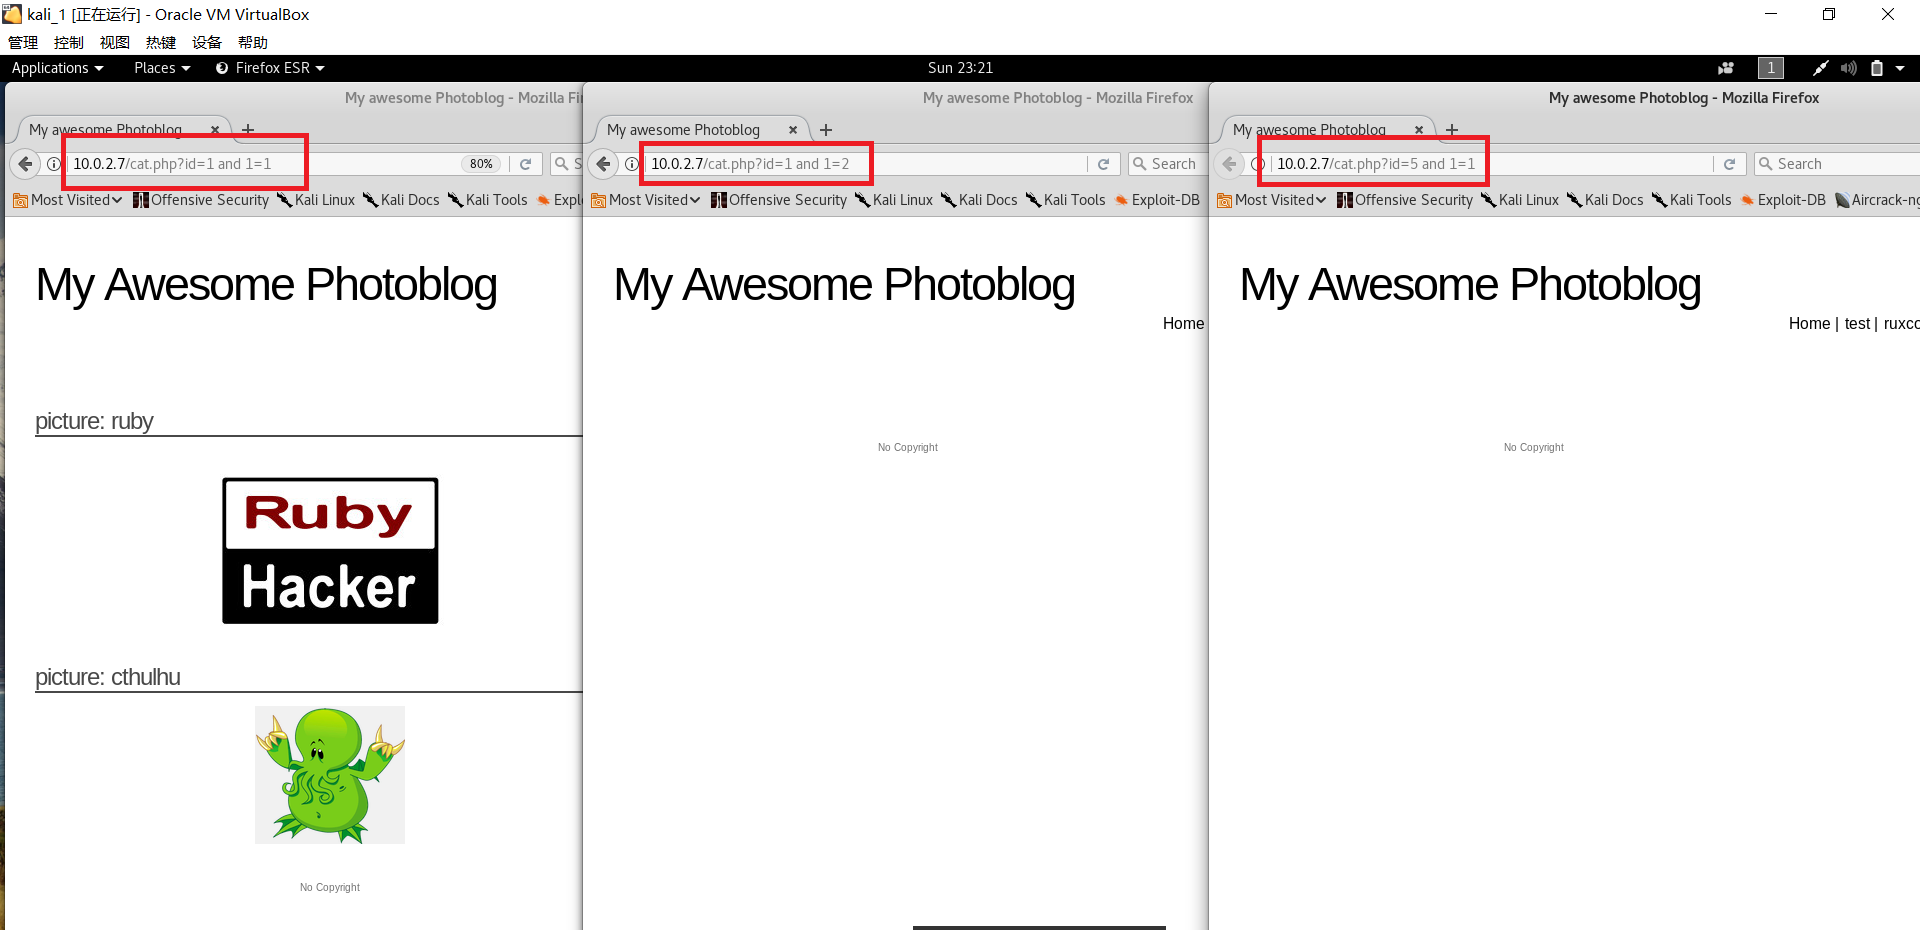 kali_1 [正在运行] - Oracle VM VirtualBox
管理 控制 视图 热键 设备 帮助
Applications Places Firefox ESR Sun 23:21 1
My awesome Photoblog - Mozilla Fi
My awesome Photoblog
10.0.2.7/cat.php?id=1 and 1=1 80% S
Most Visited Offensive Security Kali Linux Kali Docs Kali Tools Expl
My Awesome Photoblog
picture: ruby
Ruby
Hacker
picture: cthulhu
No Copyright
My awesome Photoblog - Mozilla Firefox
My awesome Photoblog
10.0.2.7/cat.php?id=1 and 1=2 Search
Most Visited Offensive Security Kali Linux Kali Docs Kali Tools Exploit-DB
My Awesome Photoblog
Home
No Copyright
My awesome Photoblog - Mozilla Firefox
My awesome Photoblog
10.0.2.7/cat.php?id=5 and 1=1 Search
Most Visited Offensive Security Kali Linux Kali Docs Kali Tools Exploit-DB Aircrack-ng
My Awesome Photoblog
Home | test | ruxco
No Copyright